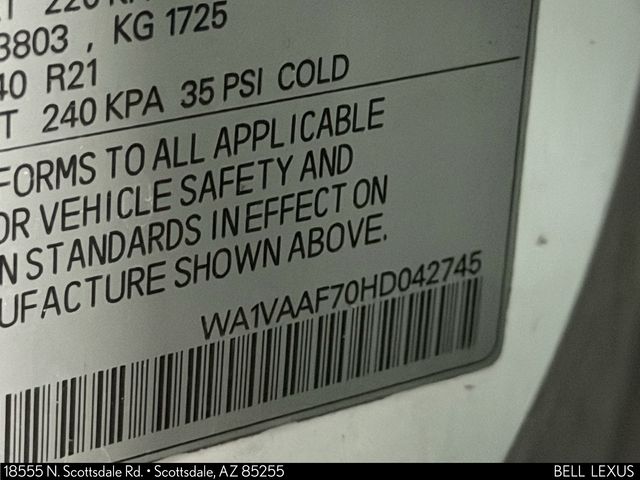 T 220 K
3803 , KG 1725
40 R21
T 240 KPA 35 PSI COLD
FORMS TO ALL APPLICABLE
OR VEHICLE SAFETY AND
N STANDARDS IN EFFECT ON
UFACTURE SHOWN ABOVE.
WA1VAAF70HD042745
18555 N. Scottsdale Rd. • Scottsdale, AZ 85255
BELL LEXUS